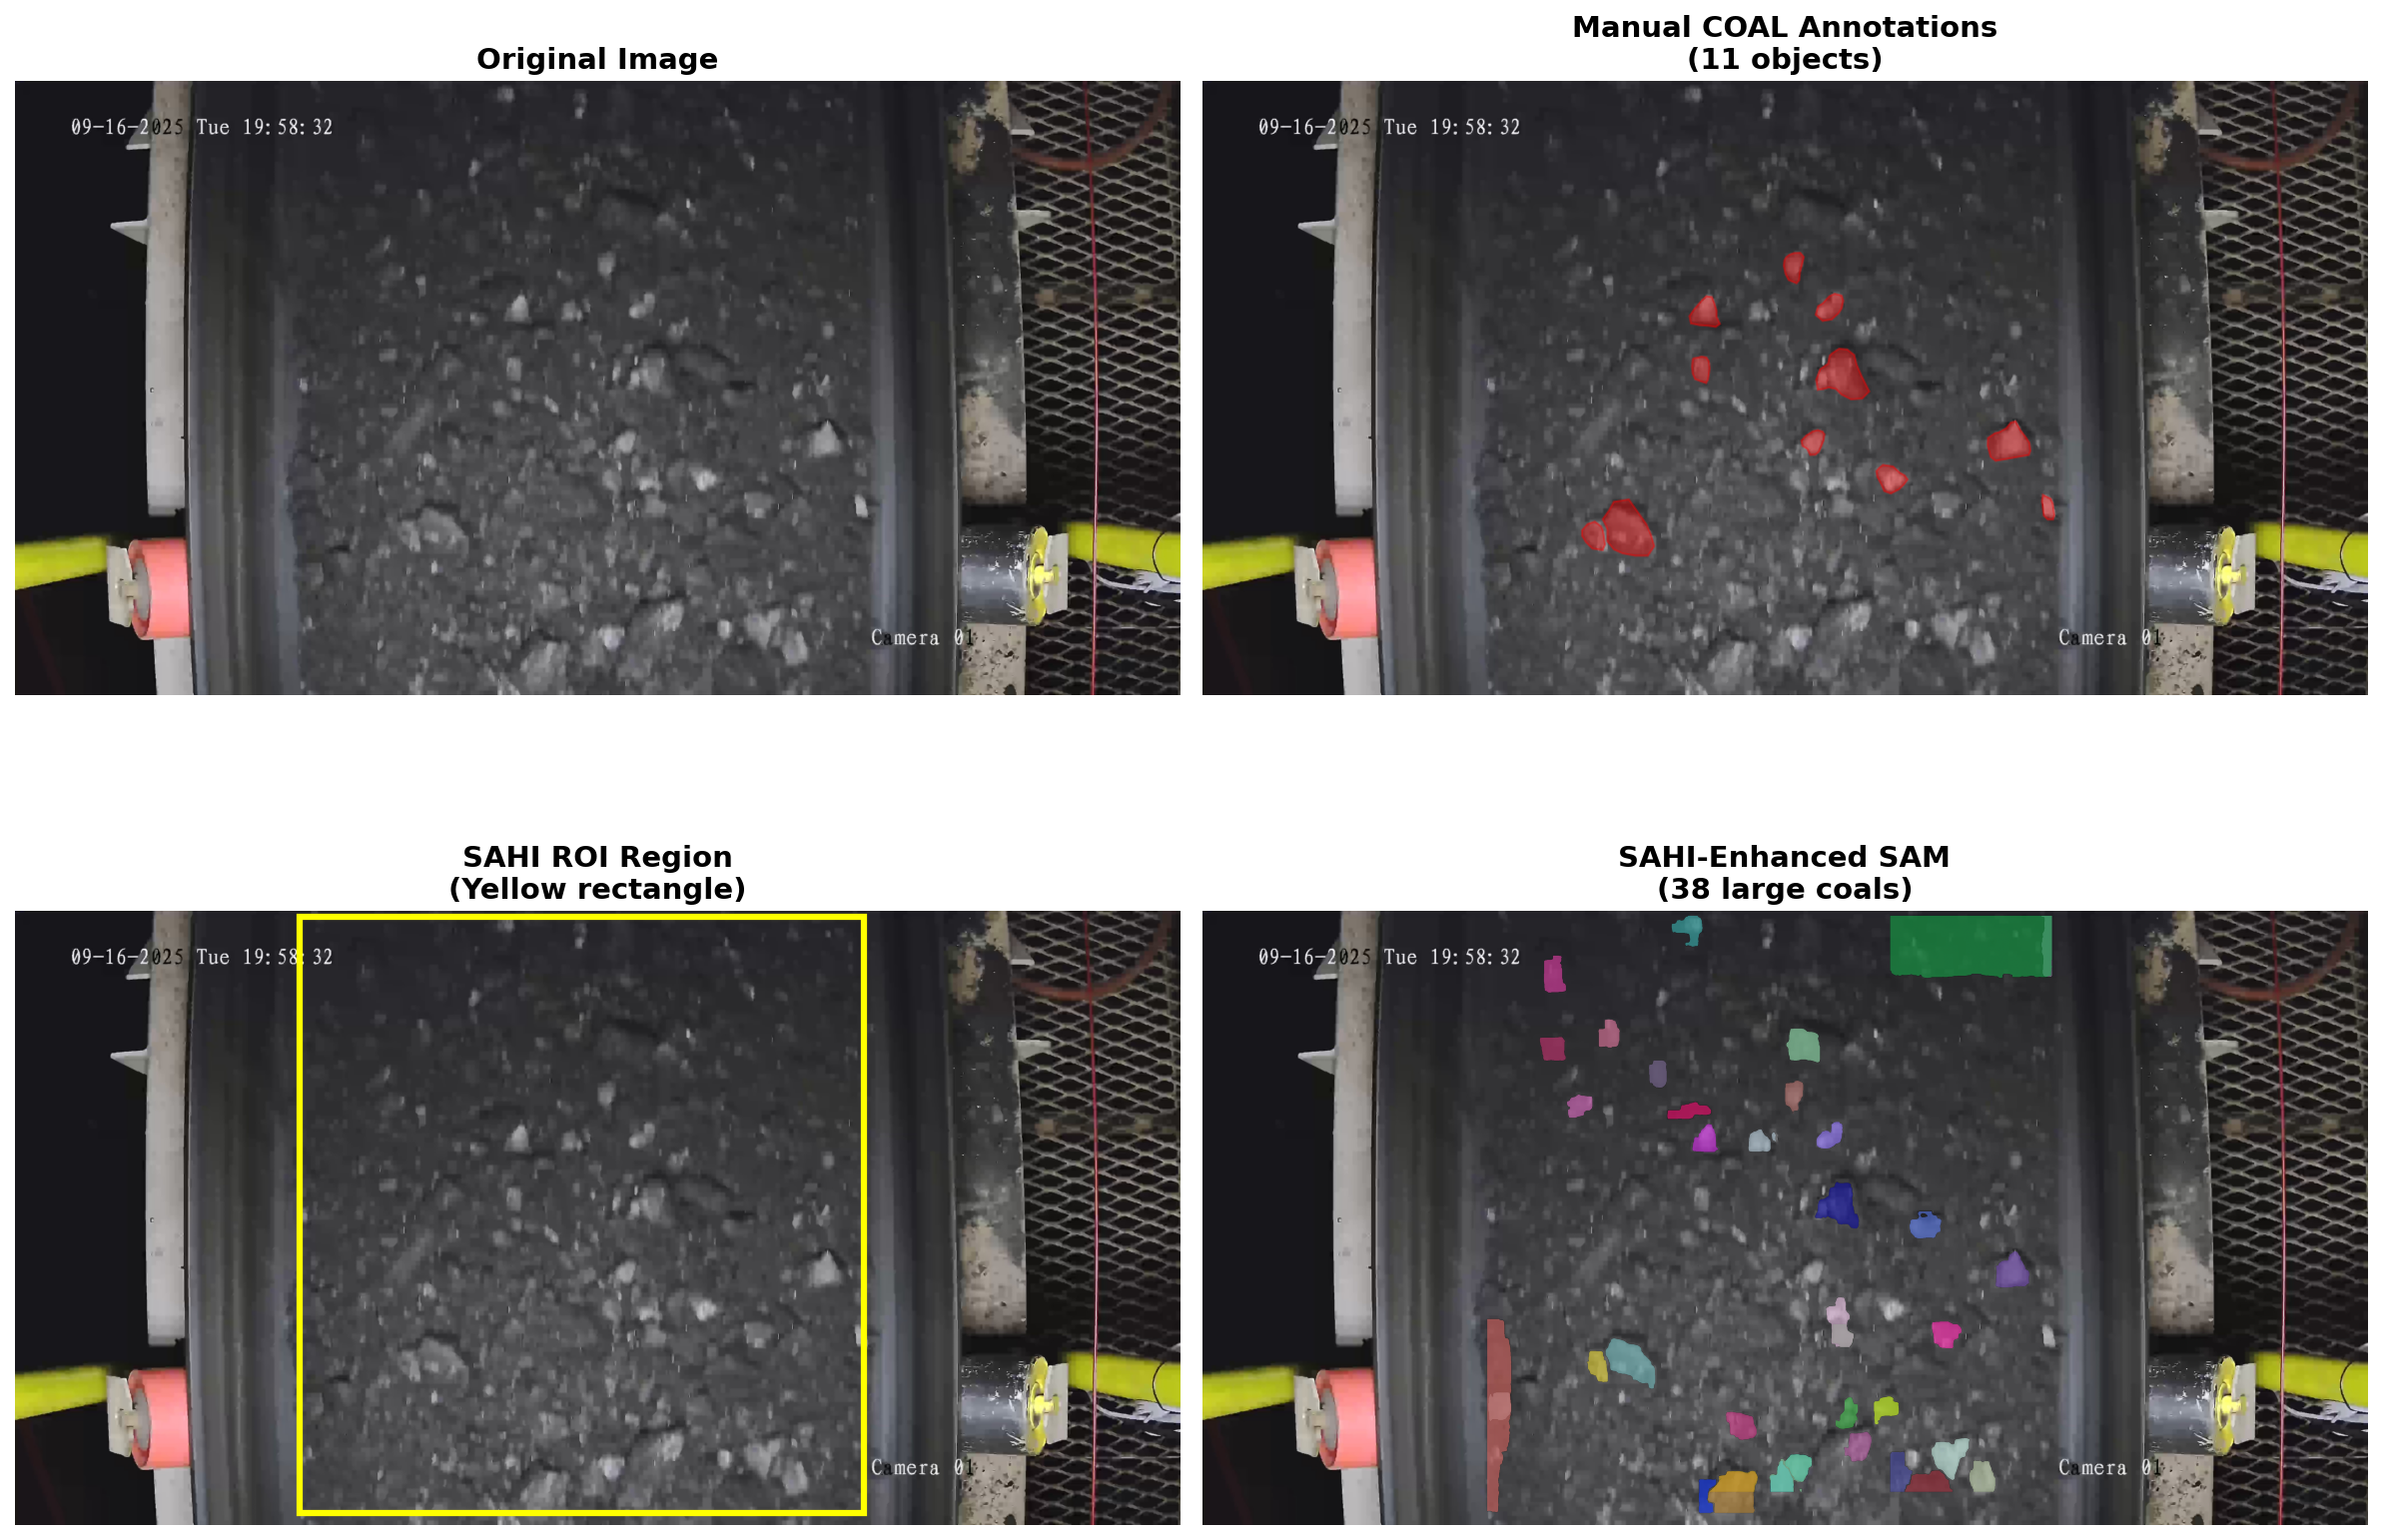 Original Image
09-16-2025 Tue 19:58:32
Camera 01
Manual COAL Annotations
(11 objects)
09-16-2025 Tue 19:58:32
Camera 01
SAHI ROI Region
(Yellow rectangle)
09-16-2025 Tue 19:58:32
Camera 01
SAHI-Enhanced SAM
(38 large coals)
09-16-2025 Tue 19:58:32
Camera 01